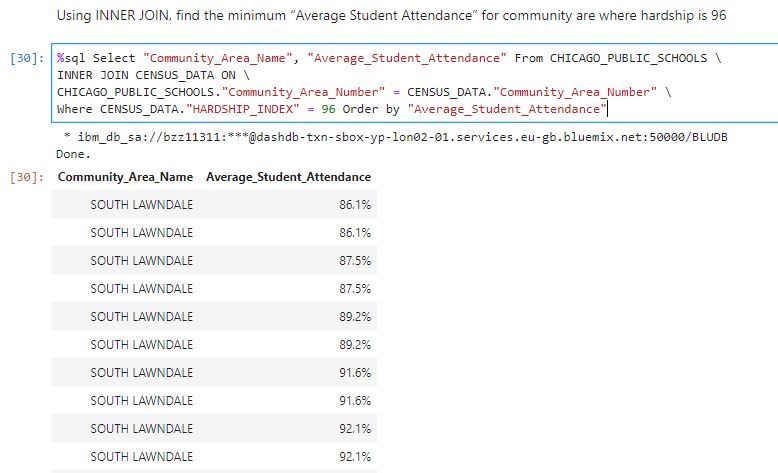 Using INNER JOIN, find the minimum “Average Student Attendance” for community are where hardship is 96
[30]: %sql Select "Community_Area_Name", "Average_Student_Attendance" From CHICAGO_PUBLIC_SCHOOLS \
INNER JOIN CENSUS_DATA ON \
CHICAGO_PUBLIC_SCHOOLS."Community_Area_Number" = CENSUS_DATA."Community_Area_Number" \
Where CENSUS_DATA."HARDSHIP_INDEX" = 96 Order by "Average_Student_Attendance"
* ibm_db_sa://bzz11311:***@dashdb-txn-sbox-yp-lon02-01.services.eu-gb.bluemix.net:50000/BLUDB
Done.
[30]: Community_Area_Name Average_Student_Attendance
SOUTH LAWNDALE 86.1%
SOUTH LAWNDALE 86.1%
SOUTH LAWNDALE 87.5%
SOUTH LAWNDALE 87.5%
SOUTH LAWNDALE 89.2%
SOUTH LAWNDALE 89.2%
SOUTH LAWNDALE 91.6%
SOUTH LAWNDALE 91.6%
SOUTH LAWNDALE 92.1%
SOUTH LAWNDALE 92.1%